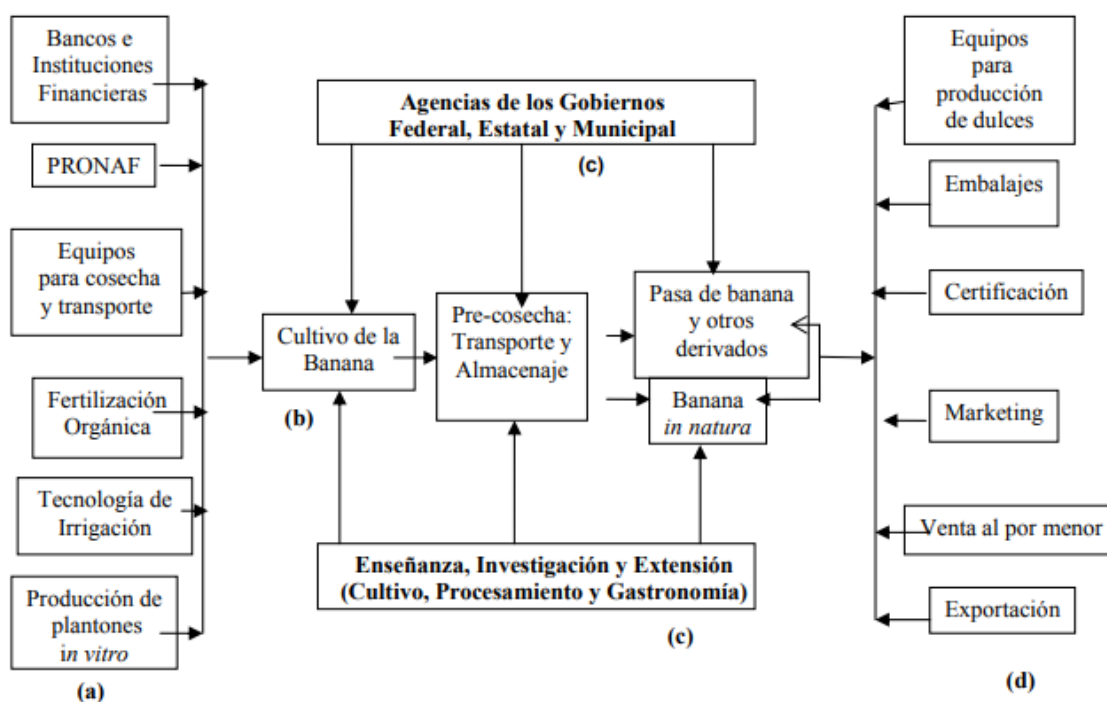 Bancos e
Instituciones
Financieras
PRONAF
Equipos
para cosecha
y transporte
Fertilización
Orgánica
Tecnología de
Irrigación
Producción de
plantones
in vitro
(a)
Agencias de los Gobiernos
Federal, Estatal y Municipal
(c)
Cultivo de la
Banana
(b)
Pre-cosecha:
Transporte y
Almacenaje
Pasa de banana
y otros
derivados
Banana
in natura
Enseñanza, Investigación y Extensión
(Cultivo, Procesamiento y Gastronomía)
(c)
Equipos
para
producción
de dulces
Embalajes
Certificación
Marketing
Venta al por menor
Exportación
(d)